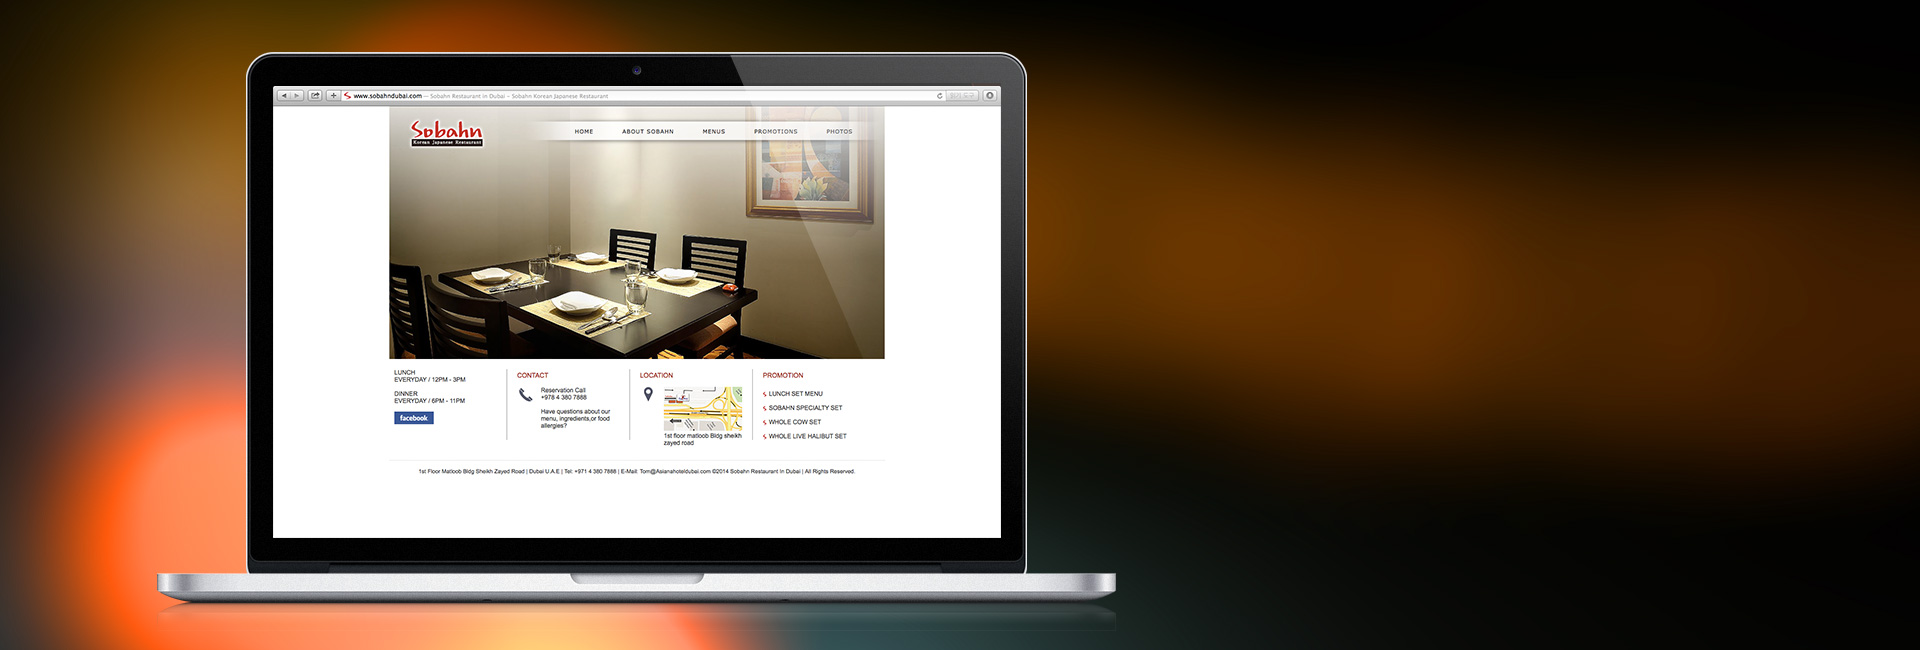 www.sobahndubai.com — Sobahn Restaurant in Dubai - Sobahn Korean Japanese Restaurant
Sobahn
Korean Japanese Restaurant
HOME ABOUT SOBAHN MENUS PROMOTIONS PHOTOS
LUNCH
EVERYDAY / 12PM - 3PM
DINNER
EVERYDAY / 6PM - 11PM
facebook
CONTACT
Reservation Call
+978 4 380 7888
Have questions about our
menu, ingredients,or food
allergies?
LOCATION
1st floor matloob Bldg sheikh
zayed road
PROMOTION
LUNCH SET MENU
SOBAHN SPECIALTY SET
WHOLE COW SET
WHOLE LIVE HALIBUT SET
1st Floor Matloob Bldg Sheikh Zayed Road | Dubai U.A.E | Tel: +971 4 380 7888 | E-Mail: Tom@Asianahoteldubai.com ©2014 Sobahn Restaurant In Dubai | All Rights Reserved.